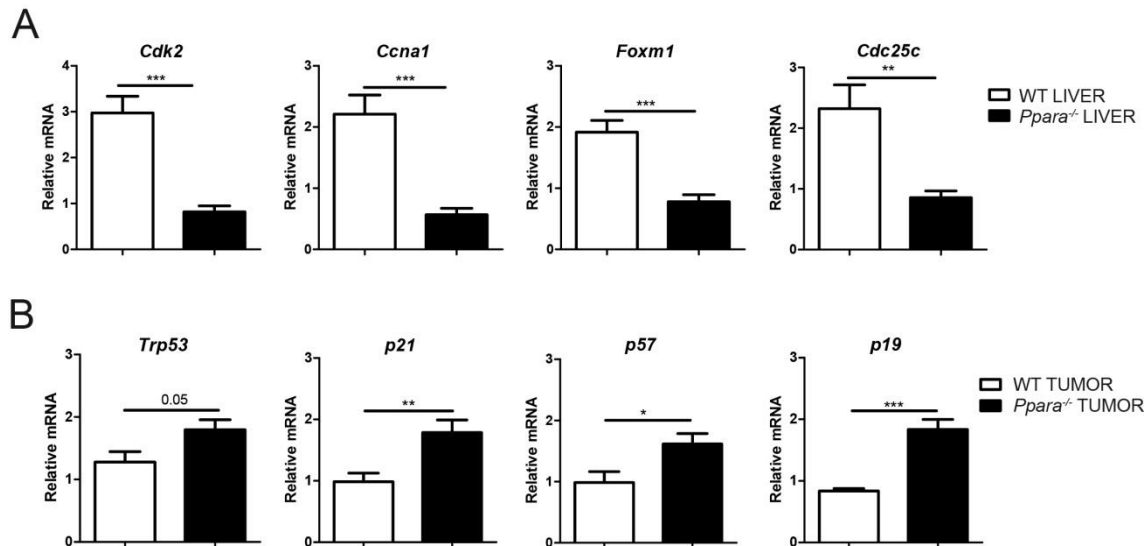 A
Cdk2
Relative mRNA
4
3
2
1
0
***
Ccna1
Relative mRNA
3
2
1
0
***
Foxm1
Relative mRNA
3
2
1
0
***
Cdc25c
Relative mRNA
3
2
1
0
**
WT LIVER
Ppara-/- LIVER
B
Trp53
Relative mRNA
3
2
1
0
0.05
p21
Relative mRNA
3
2
1
0
**
p57
Relative mRNA
3
2
1
0
*
p19
Relative mRNA
3
2
1
0
***
WT TUMOR
Ppara-/- TUMOR